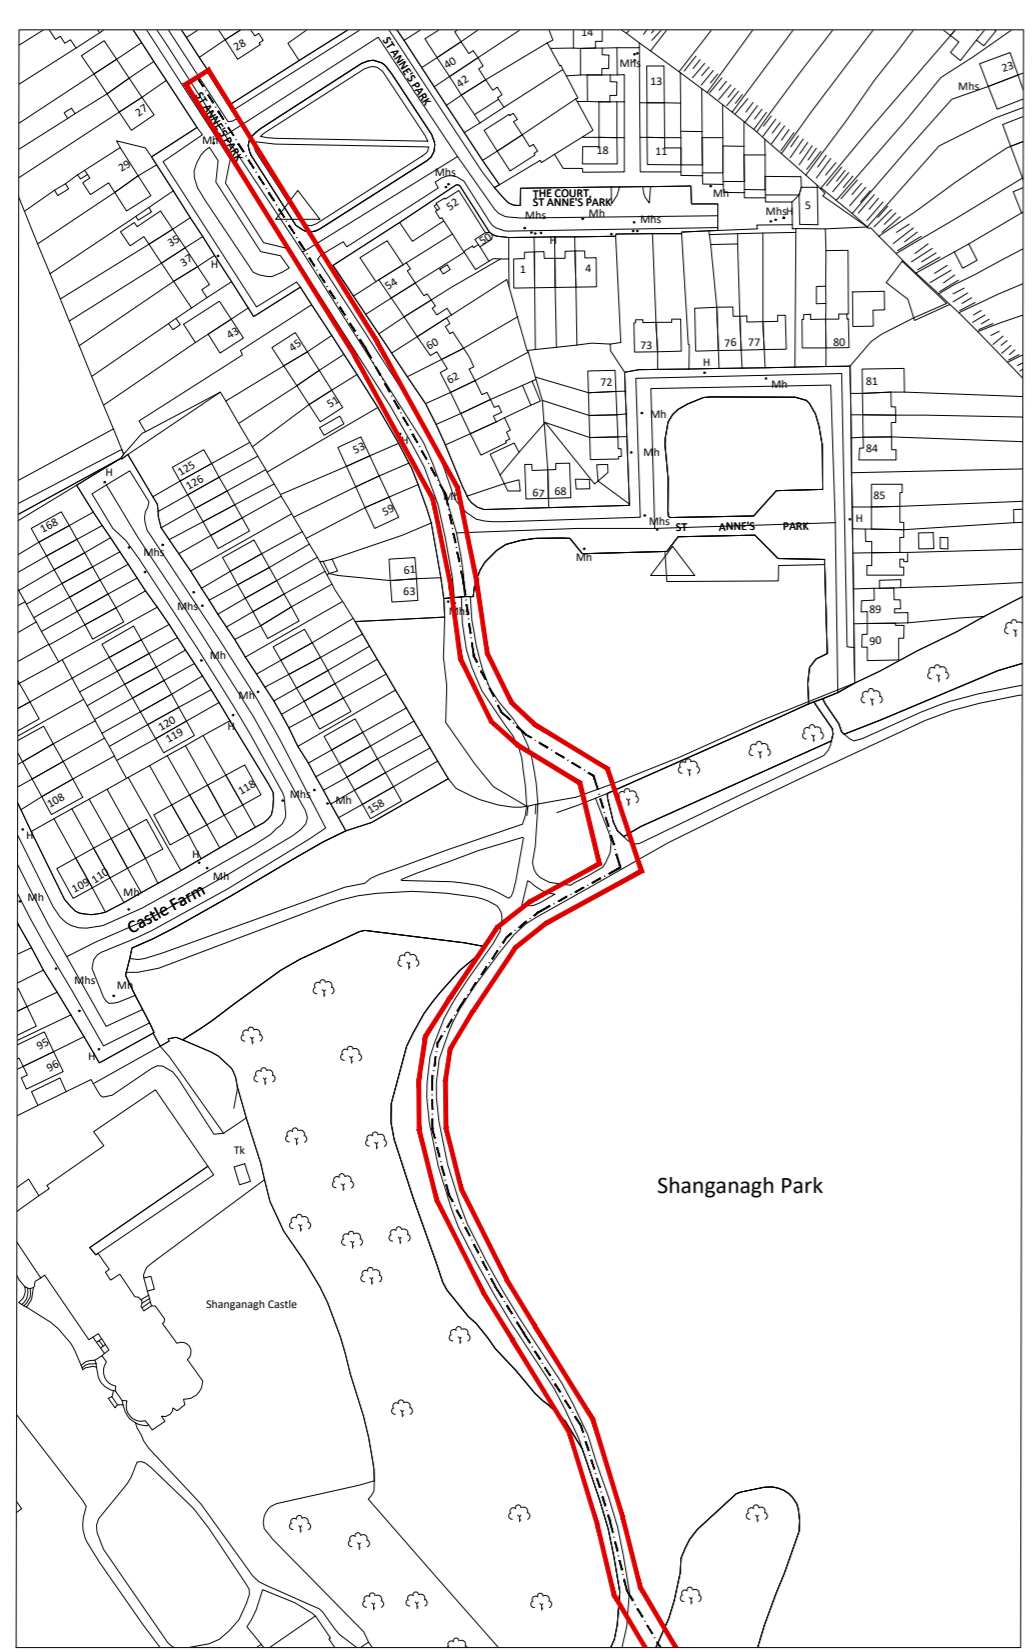 28
14
ST ANNE'S PARK
40
42
Mhs
13
23
Mhs
27
ST ANNE'S PARK
Mh
18
11
29
Mhs
Mh
THE COURT,
ST ANNE'S PARK
52
Mhs
Mh
Mhs
MhsH
5
35
37
50
H
H
1
4
54
43
60
45
73
76
77
80
62
H
72
Mh
81
51
Mh
H
53
Mh
84
125
126
H
67
68
85
Mh
59
168
Mhs
ST ANNE'S PARK
H
Mhs
Mh
61
63
Mhs
Mhs
89
90
Mh
Mh
120
119
H
108
118
Mhs
Mh
158
H
H
Mh
109
110
Mh
Mh
Castle Farm
Mhs
Mh
95
96
H
Tk
Shanganagh Park
Shanganagh Castle